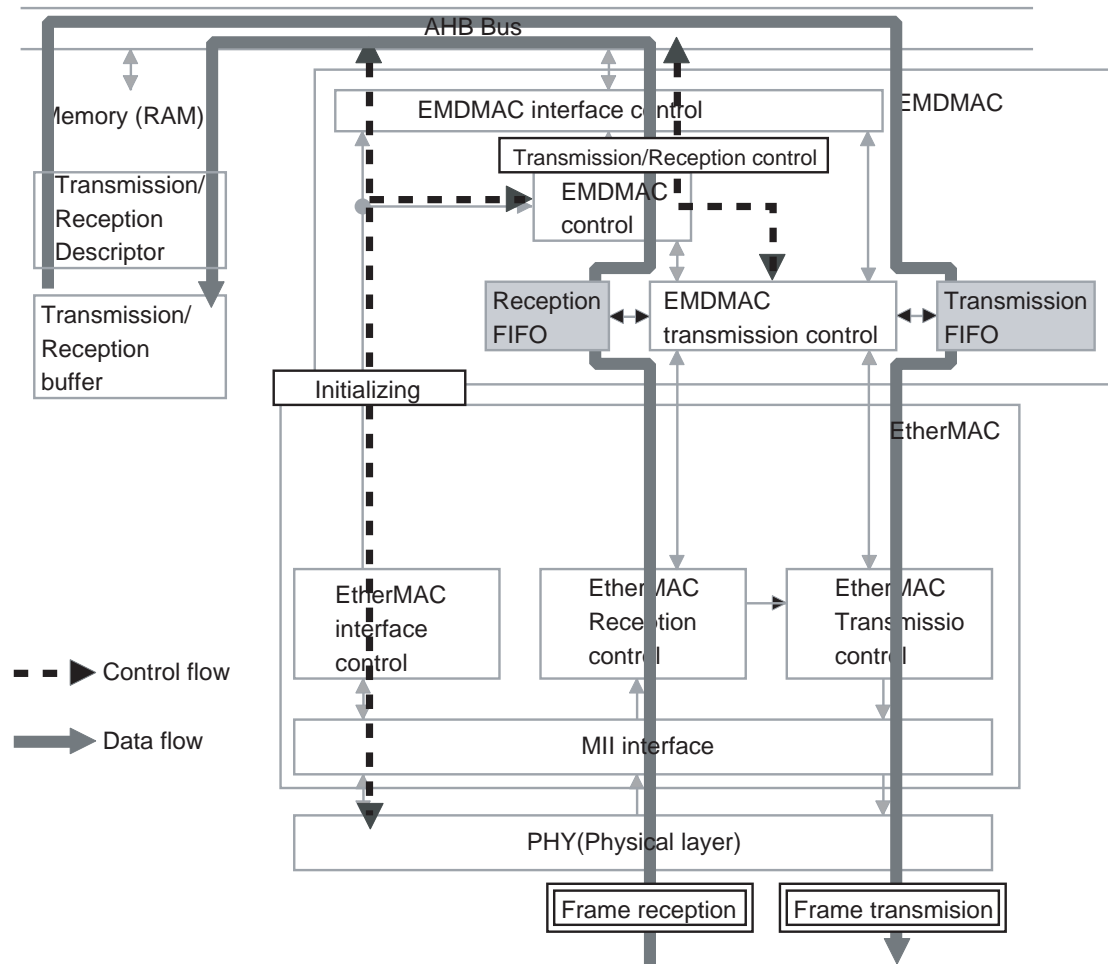 AHB Bus
Memory (RAM)
EMDMAC interface control
EMDMAC
Transmission/Reception control
Transmission/
Reception
Descriptor
EMDMAC
control
Transmission/
Reception
buffer
Reception
FIFO
EMDMAC
transmission control
Transmission
FIFO
Initializing
EtherMAC
EtherMAC
interface
control
EtherMAC
Reception
control
EtherMAC
Transmissio
control
Control flow
Data flow
MII interface
PHY(Physical layer)
Frame reception
Frame transmision